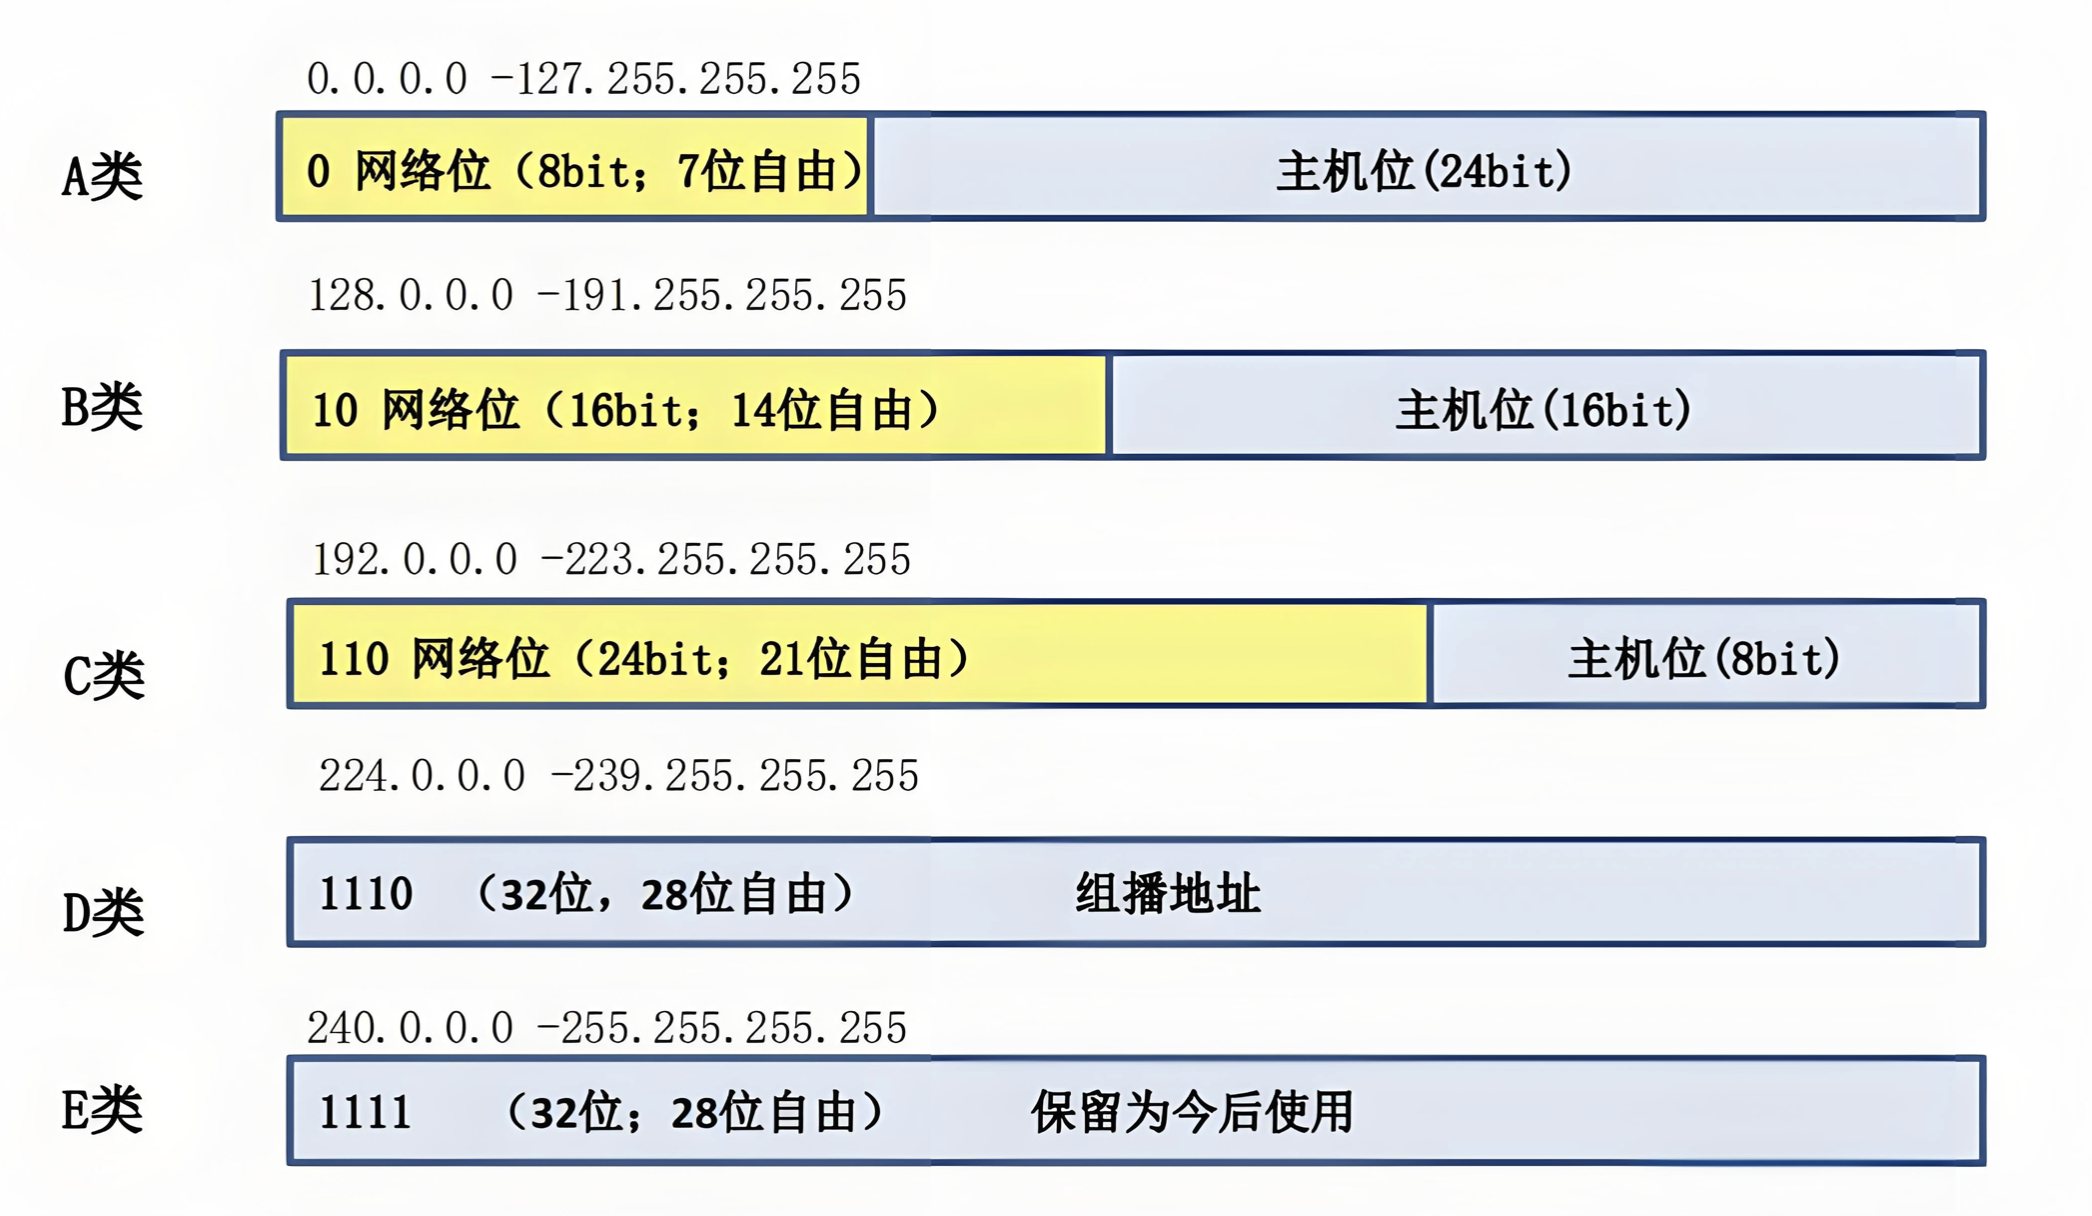 0.0.0.0 -127.255.255.255
A类
0 网络位（8bit；7位自由）
主机位(24bit)
128.0.0.0 -191.255.255.255
B类
10 网络位（16bit；14位自由）
主机位(16bit)
192.0.0.0 -223.255.255.255
C类
110 网络位（24bit；21位自由）
主机位(8bit)
224.0.0.0 -239.255.255.255
D类
1110 （32位，28位自由） 组播地址
240.0.0.0 -255.255.255.255
E类
1111 （32位；28位自由） 保留为今后使用